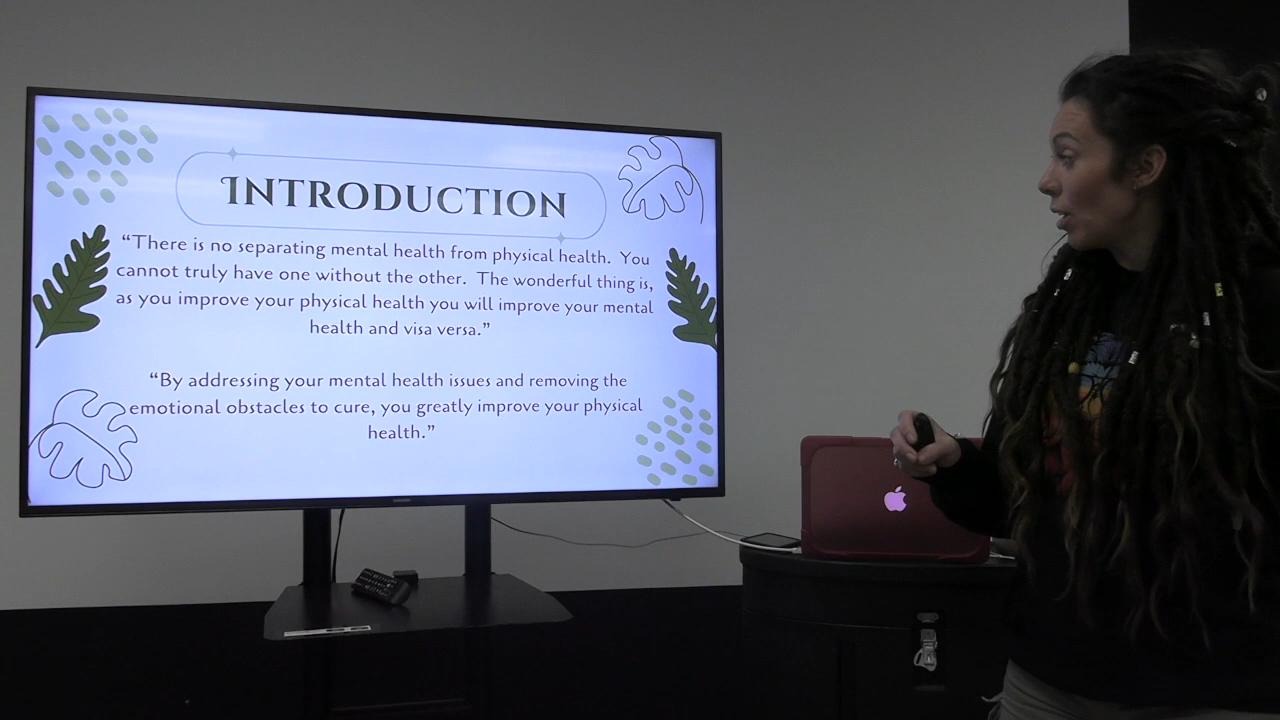 INTRODUCTION
“There is no separating mental health from physical health. You
cannot truly have one without the other. The wonderful thing is,
as you improve your physical health you will improve your mental
health and visa versa.”
“By addressing your mental health issues and removing the
emotional obstacles to cure, you greatly improve your physical
health.”